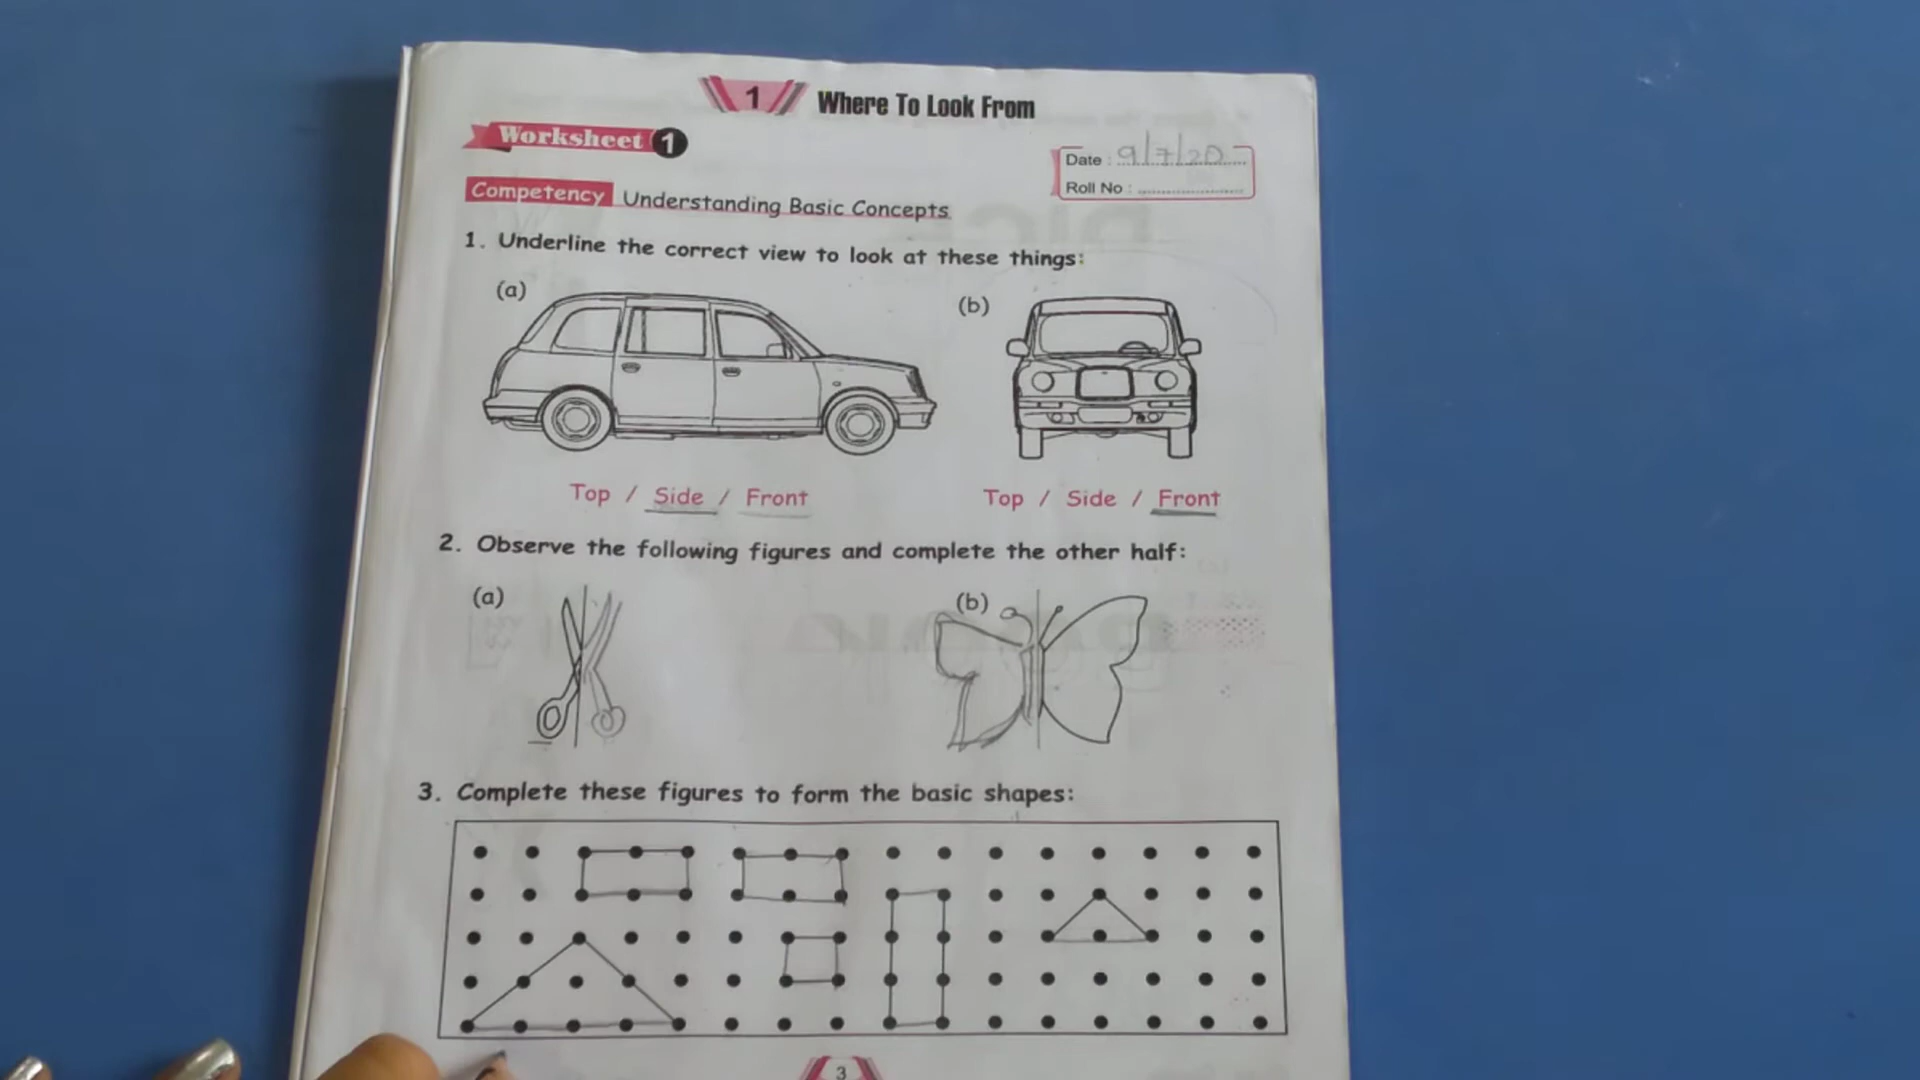 1 Where To Look From
Worksheet 1
Date : 9/7/20
Roll No :
Competency Understanding Basic Concepts
1. Underline the correct view to look at these things:
(a) (b)
Top / Side / Front Top / Side / Front
2. Observe the following figures and complete the other half:
(a) (b)
3. Complete these figures to form the basic shapes:
3